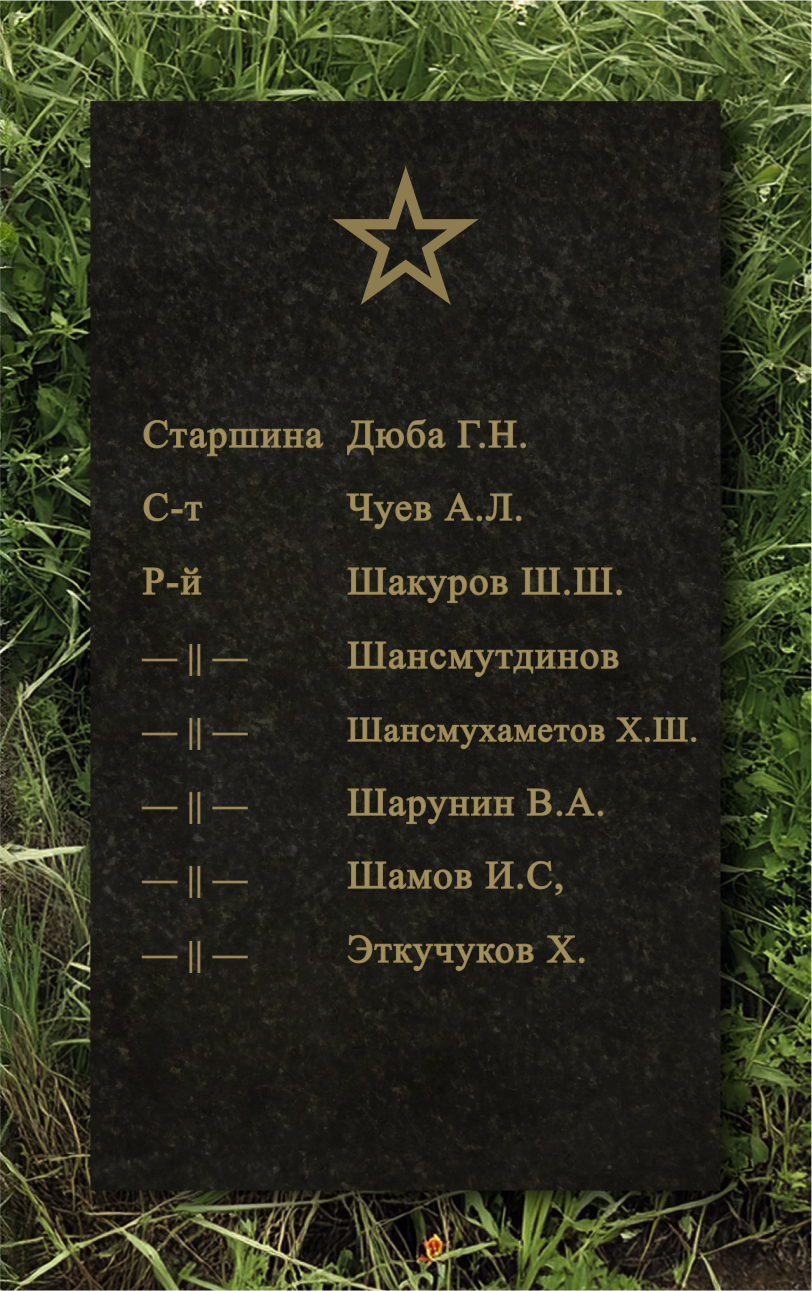 Старшина Дюба Г.Н.
С-т Чуев А.Л.
Р-й Шакуров Ш.Ш.
— || — Шансмутдинов
— || — Шансмухаметов Х.Ш.
— || — Шарунин В.А.
— || — Шамов И.С,
— || — Эткучуков Х.